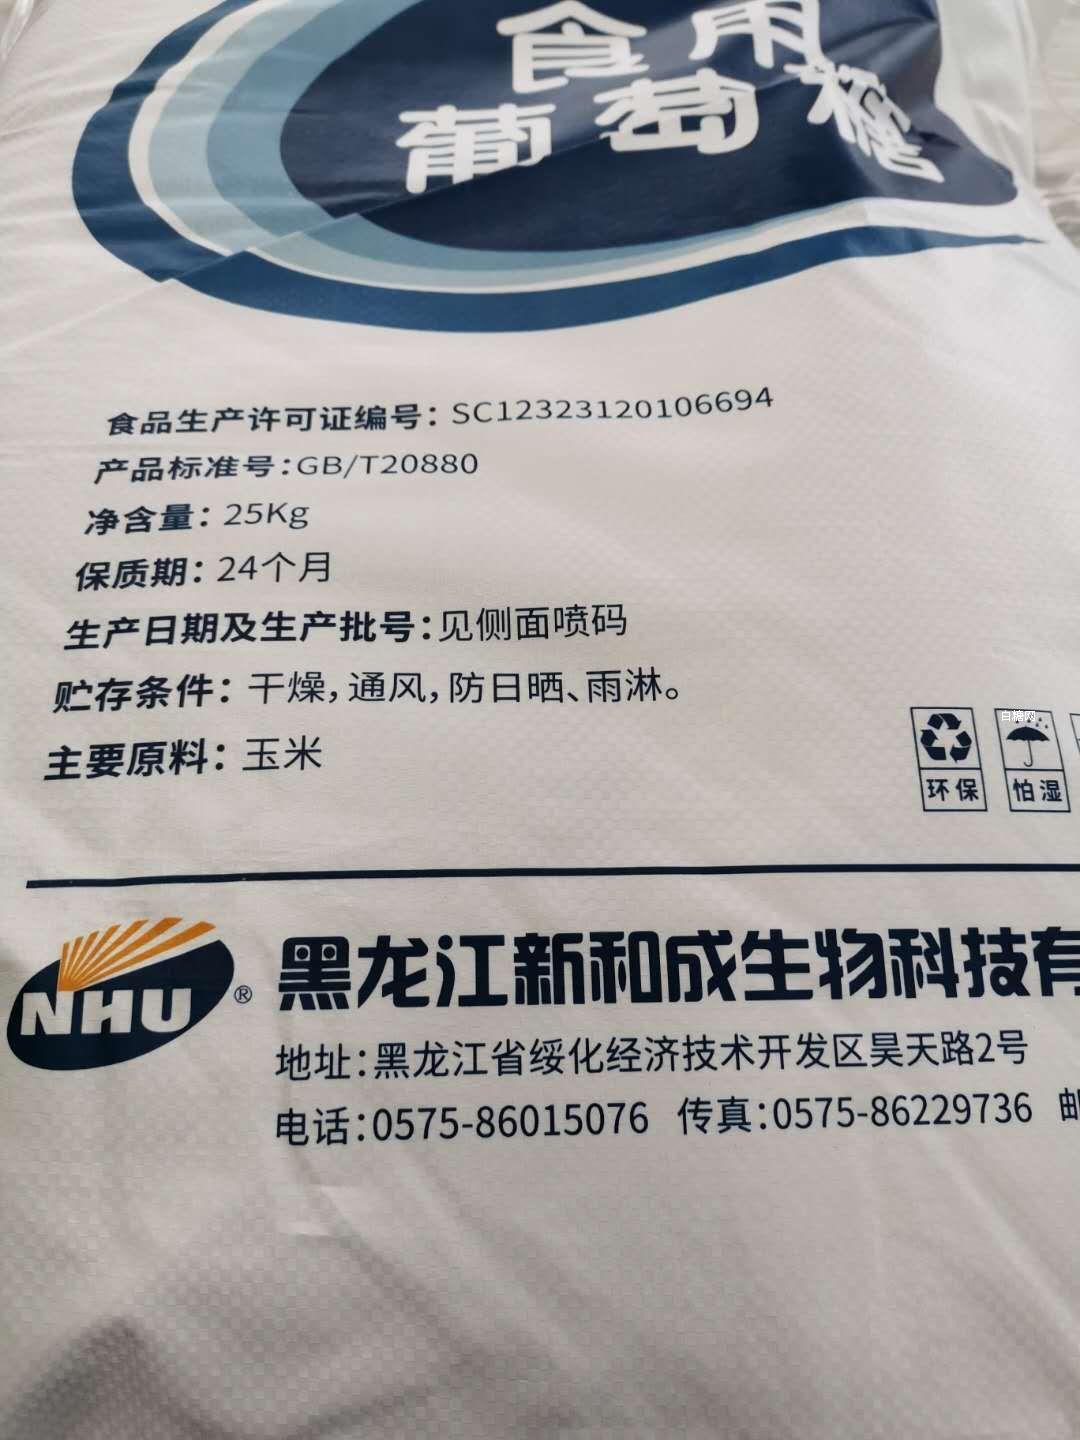 食用
葡萄糖
食品生产许可证编号：SC12323120106694
产品标准号：GB/T20880
净含量：25Kg
保质期：24个月
生产日期及生产批号：见侧面喷码
贮存条件：干燥，通风，防日晒、雨淋。
主要原料：玉米
白糖网
环保 怕湿
NHU®
黑龙江新和成生物科技有
地址：黑龙江省绥化经济技术开发区昊天路2号
电话：0575-86015076 传真：0575-86229736 邮